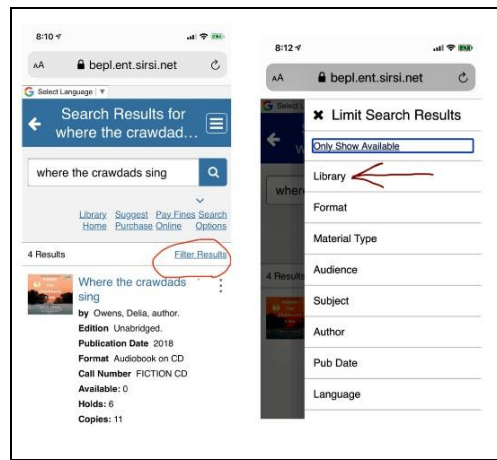 8:10
AA bepl.ent.sirsi.net
Select Language ▼
Search Results for
where the crawdad...
where the crawdads sing
Library Home
Suggest Purchase
Pay Fines Online
Search Options
4 Results
Filter Results
Where the crawdads
sing
by Owens, Delia, author.
Edition Unabridged.
Publication Date 2018
Format Audiobook on CD
Call Number FICTION CD
Available: 0
Holds: 6
Copies: 11
8:12
AA bepl.ent.sirsi.net
Select L
W
where
4 Results
Limit Search Results
Only Show Available
Library
Format
Material Type
Audience
Subject
Author
Pub Date
Language